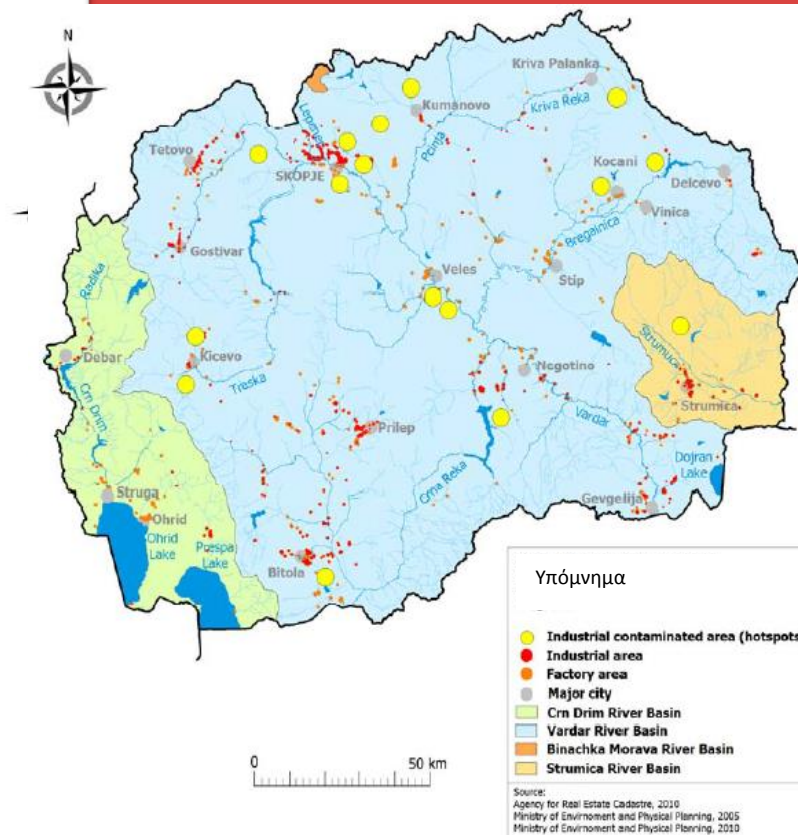 N
Kriva Palanka
Kumanovo
Kriva Reka
Pcinja
Tetovo
SKOPJE
Kocani
Delcevo
Vinica
Bregalnica
Gostivar
Radika
Veles
Stip
Debar
Kicevo
Treska
Negotino
Strumica
Crn Drim
Prilep
Vardar
Crna Reka
Dojran
Lake
Struga
Ohrid
Ohrid
Lake
Prespa
Lake
Gevgelija
Bitola
Υπόμνημα
Industrial contaminated area (hotspots
Industrial area
Factory area
Major city
Crn Drim River Basin
Vardar River Basin
Binachka Morava River Basin
Strumica River Basin
0 50 km
Source:
Agency for Real Estate Cadastre, 2010
Ministry of Envirnoment and Physical Planning, 2005
Ministry of Envirnoment and Physical Planning, 2010